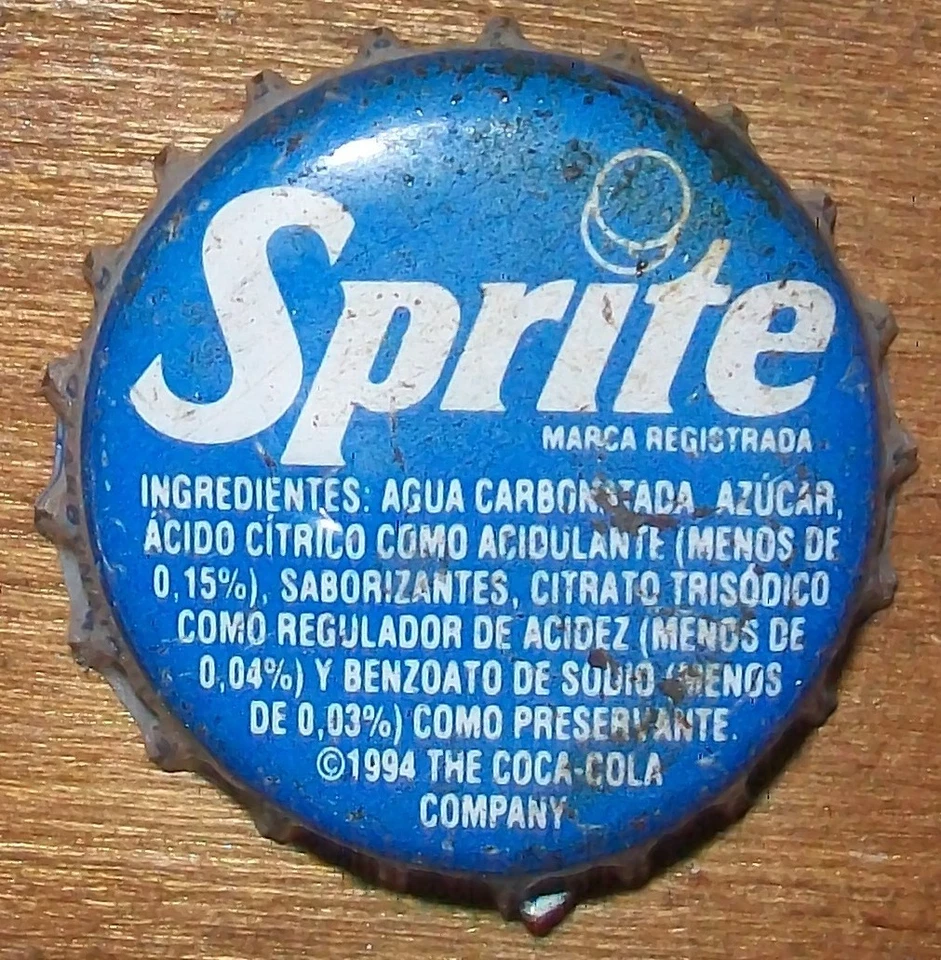 Sprite
MARCA REGISTRADA
INGREDIENTES: AGUA CARBONATADA, AZÚCAR,
ÁCIDO CÍTRICO COMO ACIDULANTE (MENOS DE
0,15%), SABORIZANTES, CITRATO TRISÓDICO
COMO REGULADOR DE ACIDEZ (MENOS DE
0,04%) Y BENZOATO DE SODIO (MENOS
DE 0,03%) COMO PRESERVANTE.
©1994 THE COCA-COLA
COMPANY